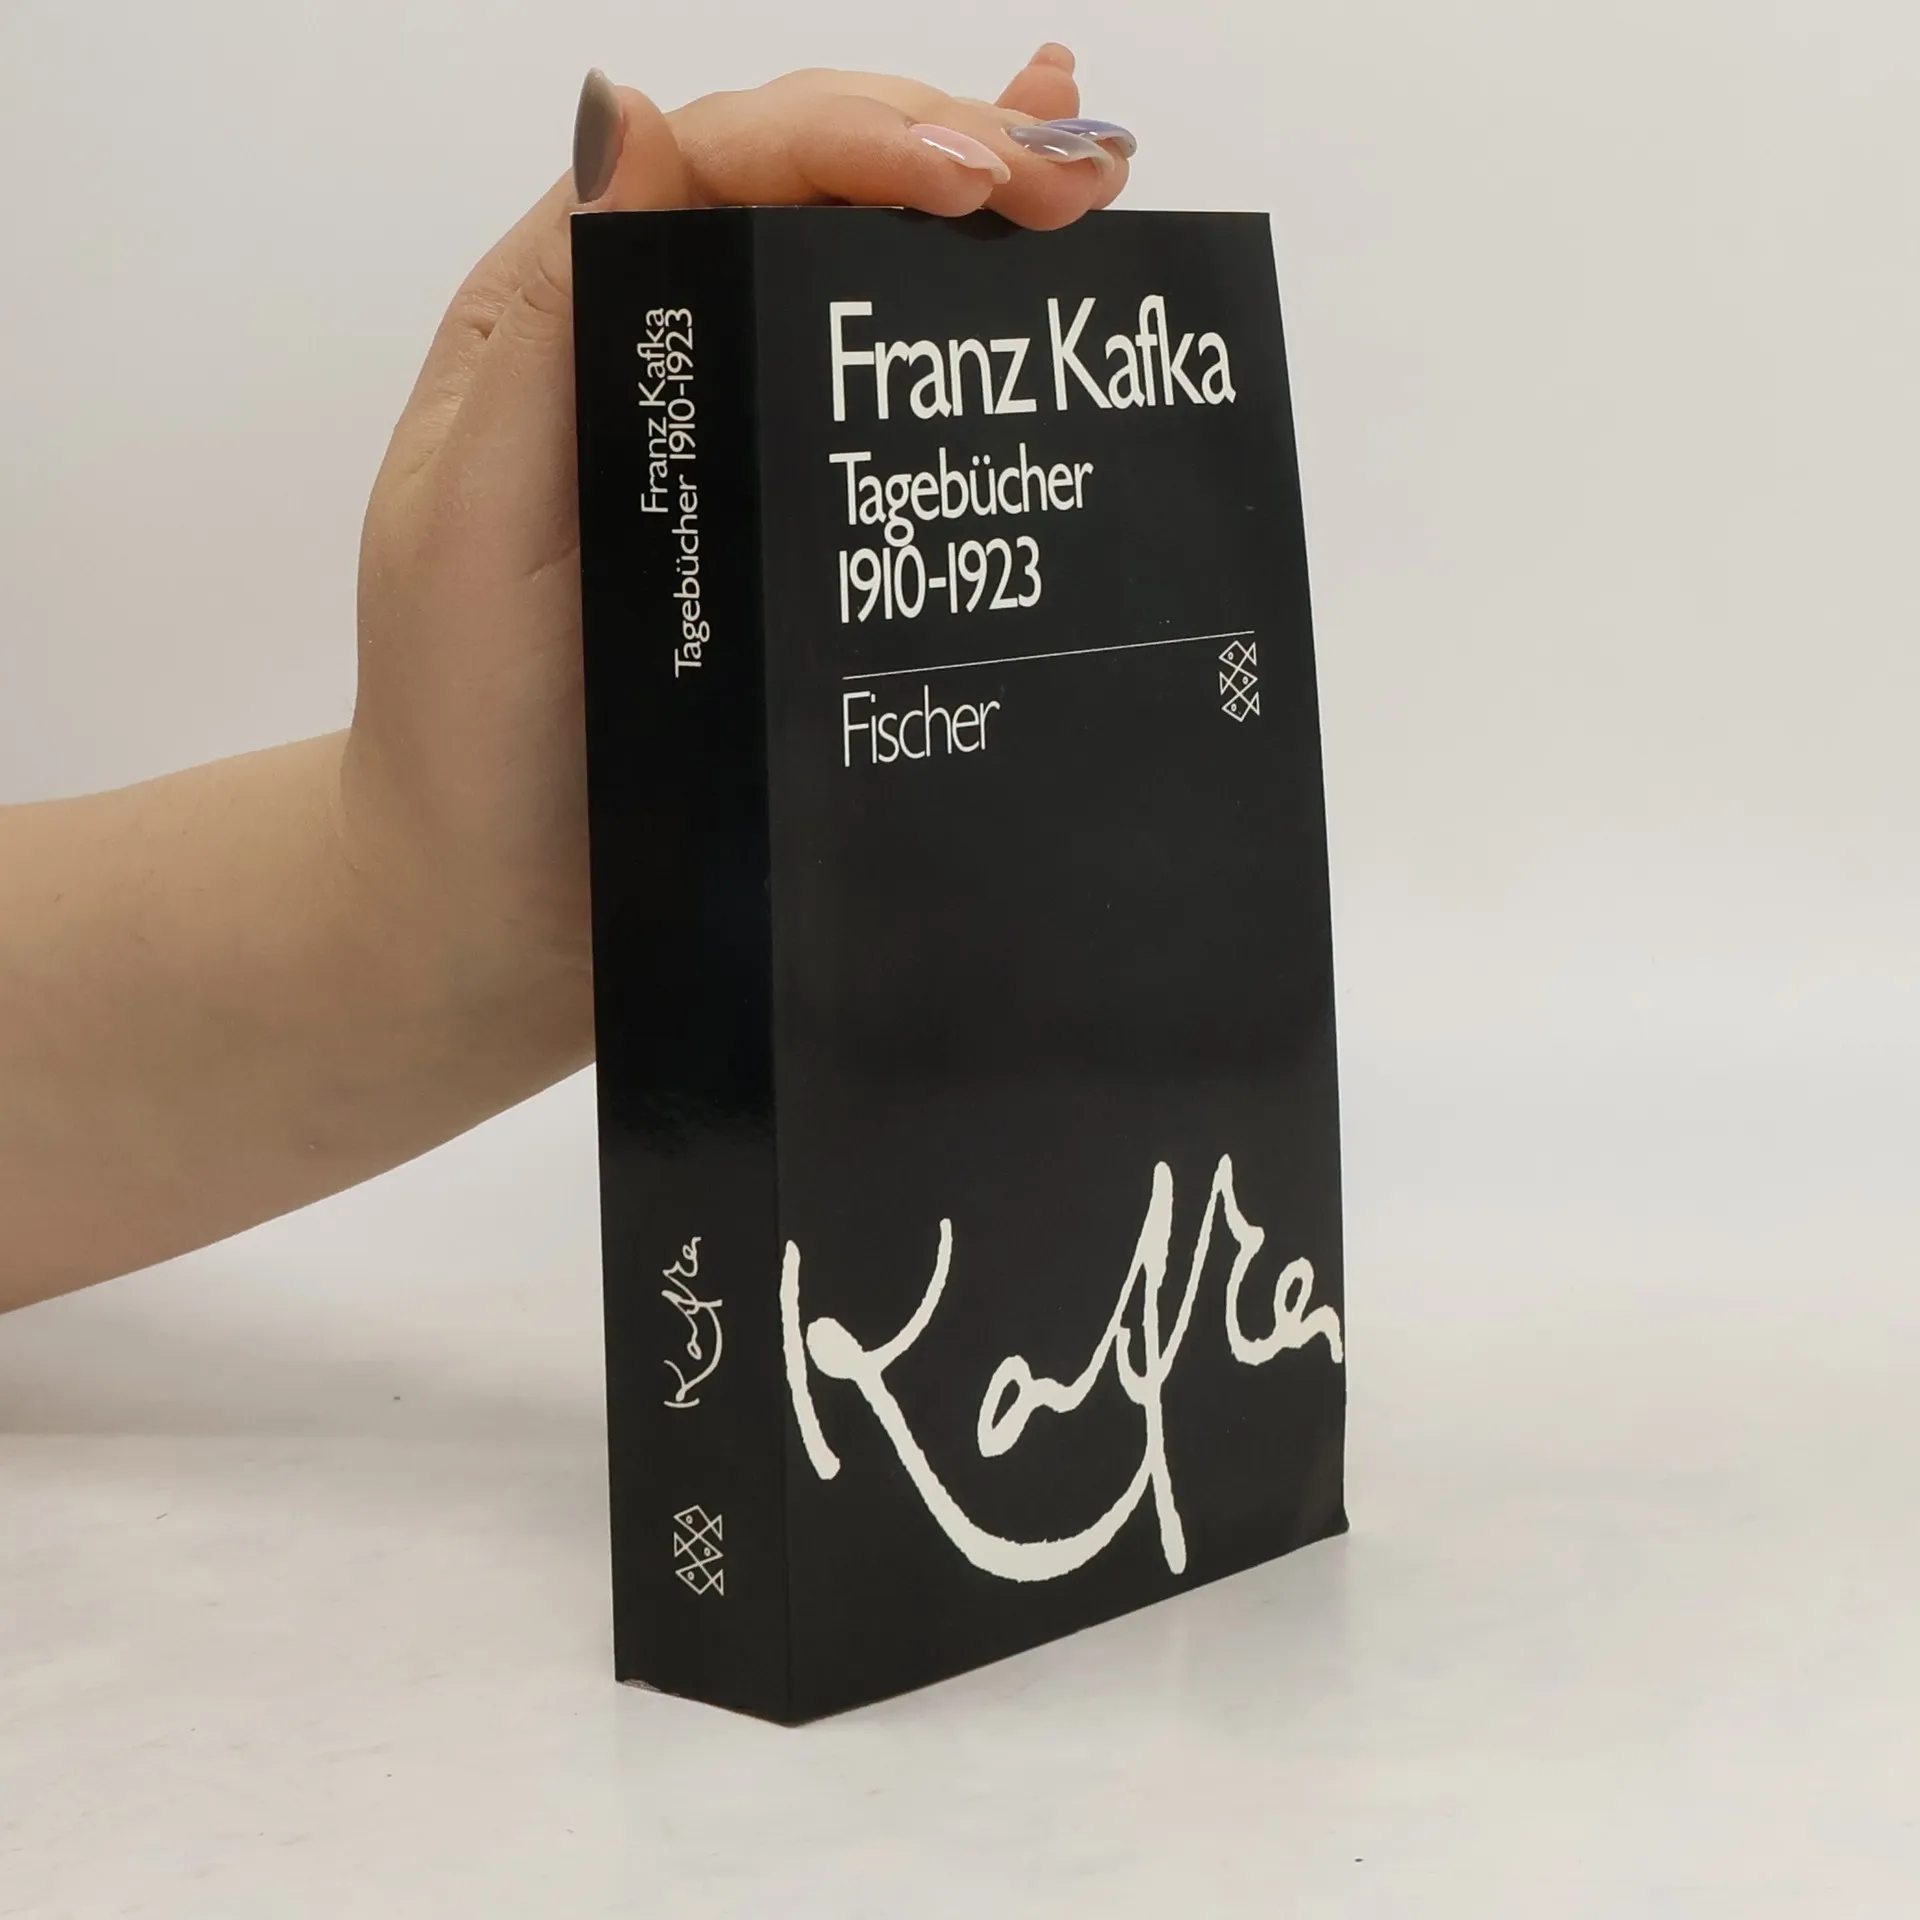 Franz Kafka
Tagebücher 1910-1923
Kafka
Franz Kafka
Tagebücher
1910-1923
Fischer
Kafka